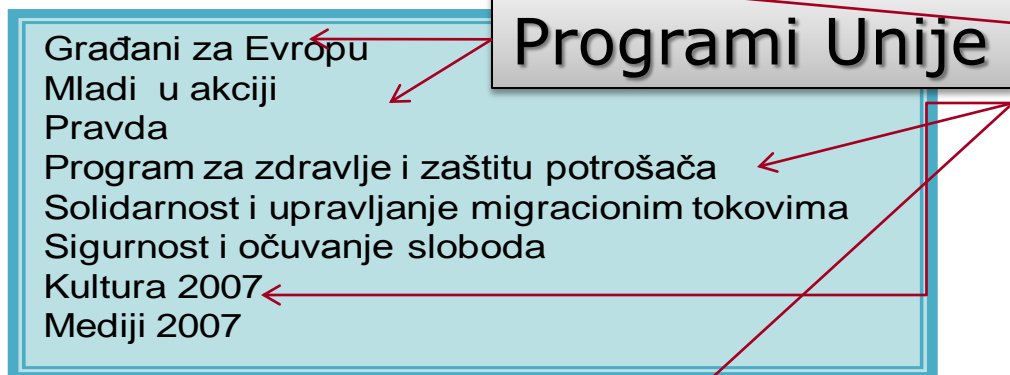 Programi Unije
Građani za Evropu
Mladi u akciji
Pravda
Program za zdravlje i zaštitu potrošača
Solidarnost i upravljanje migracionim tokovima
Sigurnost i očuvanje sloboda
Kultura 2007
Mediji 2007